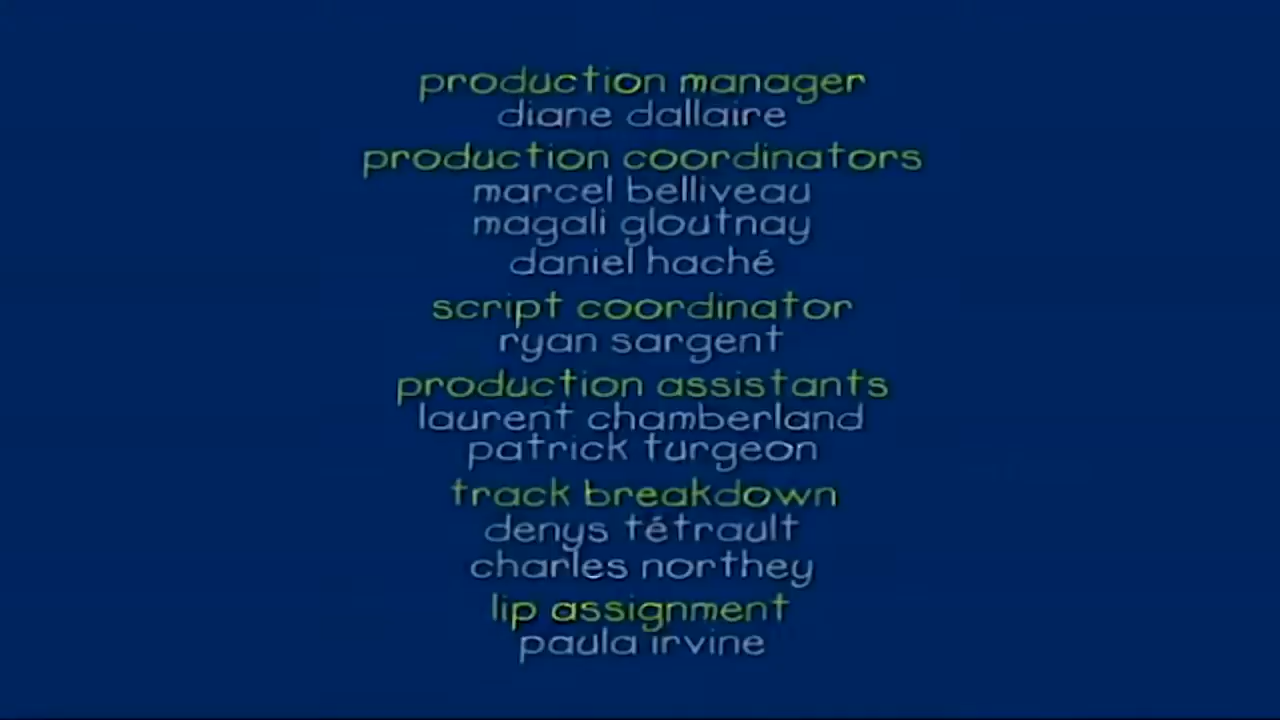 production manager
diane dallaire
production coordinators
marcel belliveau
magali gloutnay
daniel haché
script coordinator
ryan sargent
production assistants
laurent chamberland
patrick turgeon
track breakdown
denys tétrault
charles northey
lip assignment
paula irvine